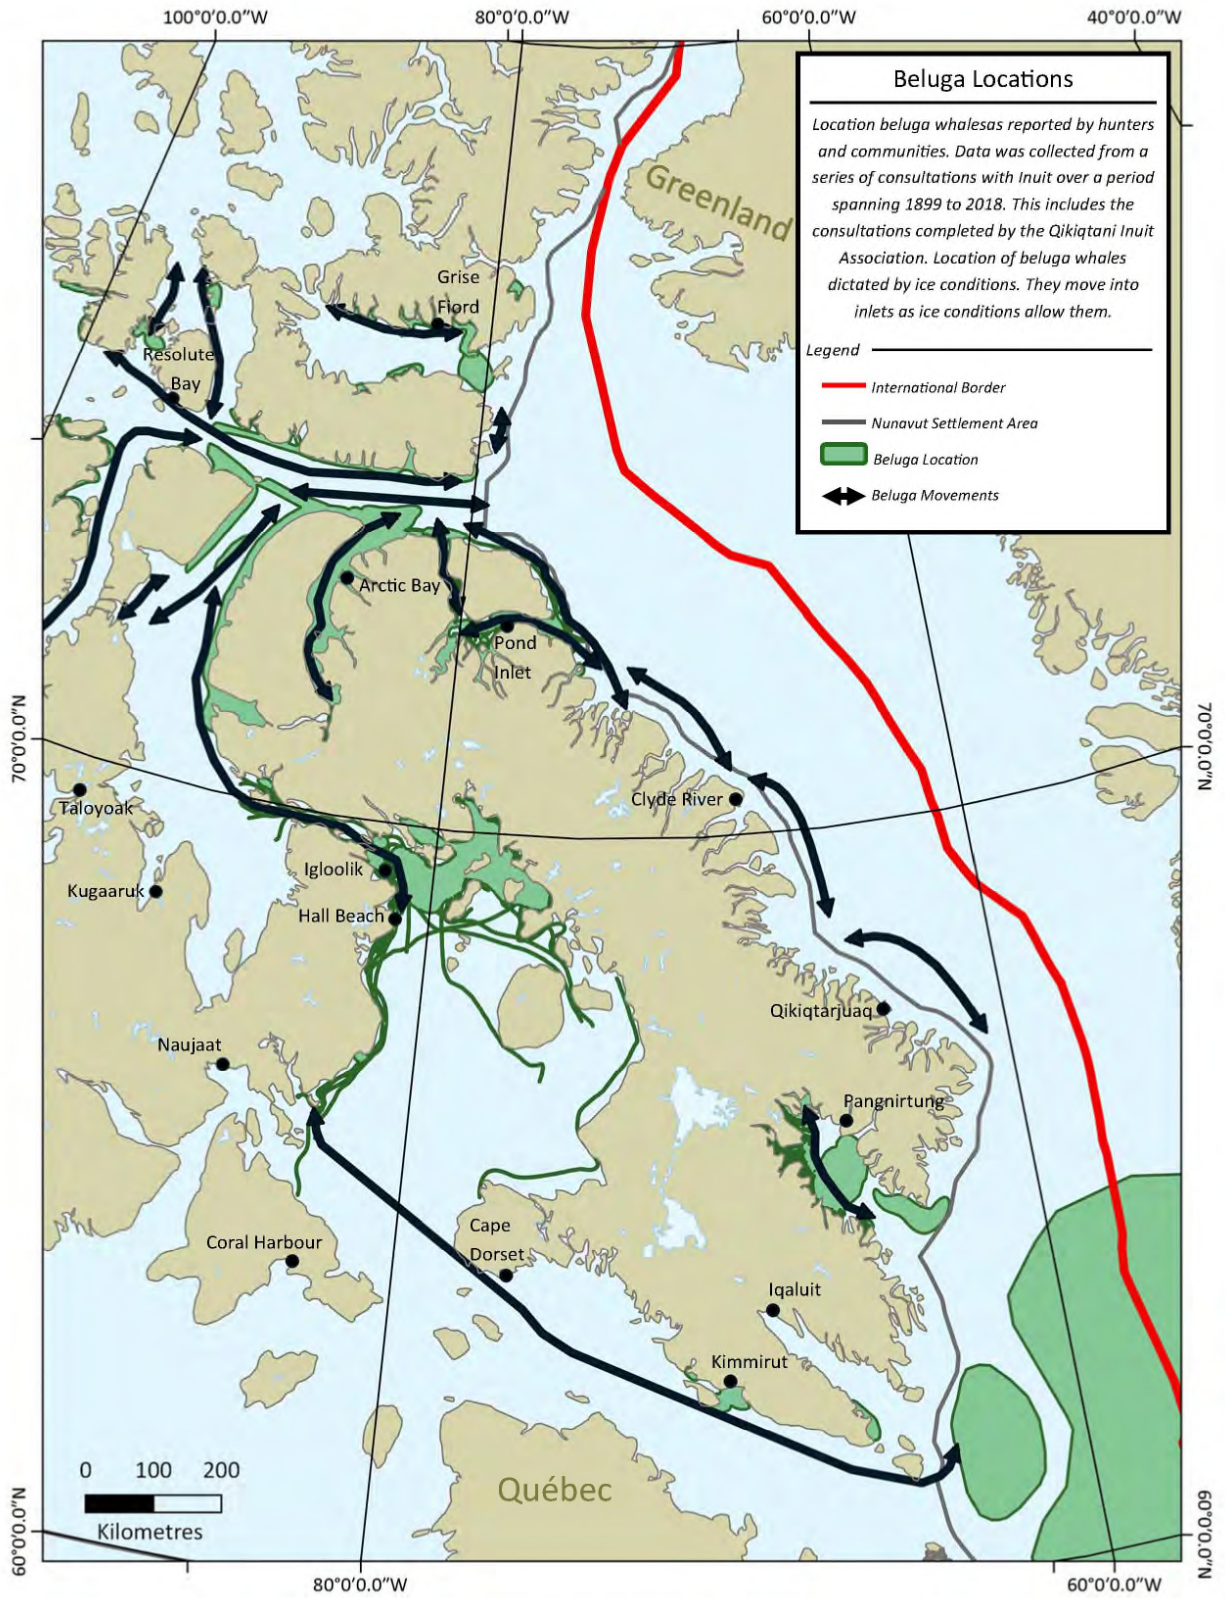 100°0'0.0"W
80°0'0.0"W
60°0'0.0"W
40°0'0.0"W
Beluga Locations
Location beluga whalesas reported by hunters
and communities. Data was collected from a
series of consultations with Inuit over a period
spanning 1899 to 2018. This includes the
consultations completed by the Qikiqtani Inuit
Association. Location of beluga whales
dictated by ice conditions. They move into
inlets as ice conditions allow them.
Legend
International Border
Nunavut Settlement Area
Beluga Location
Beluga Movements
Greenland
Grise
Fiord
Resolute
Bay
Arctic Bay
Pond
Inlet
70°0'0.0"N
70°0'0.0"N
Taloyoak
Clyde River
Igloolik
Kugaaruk
Hall Beach
Qikiqtarjuaq
Naujaat
Pangnirtung
Cape
Dorset
Coral Harbour
Iqaluit
Kimmirut
Québec
0 100 200
Kilometres
60°0'0.0"N
60°0'0.0"N
80°0'0.0"W
60°0'0.0"W